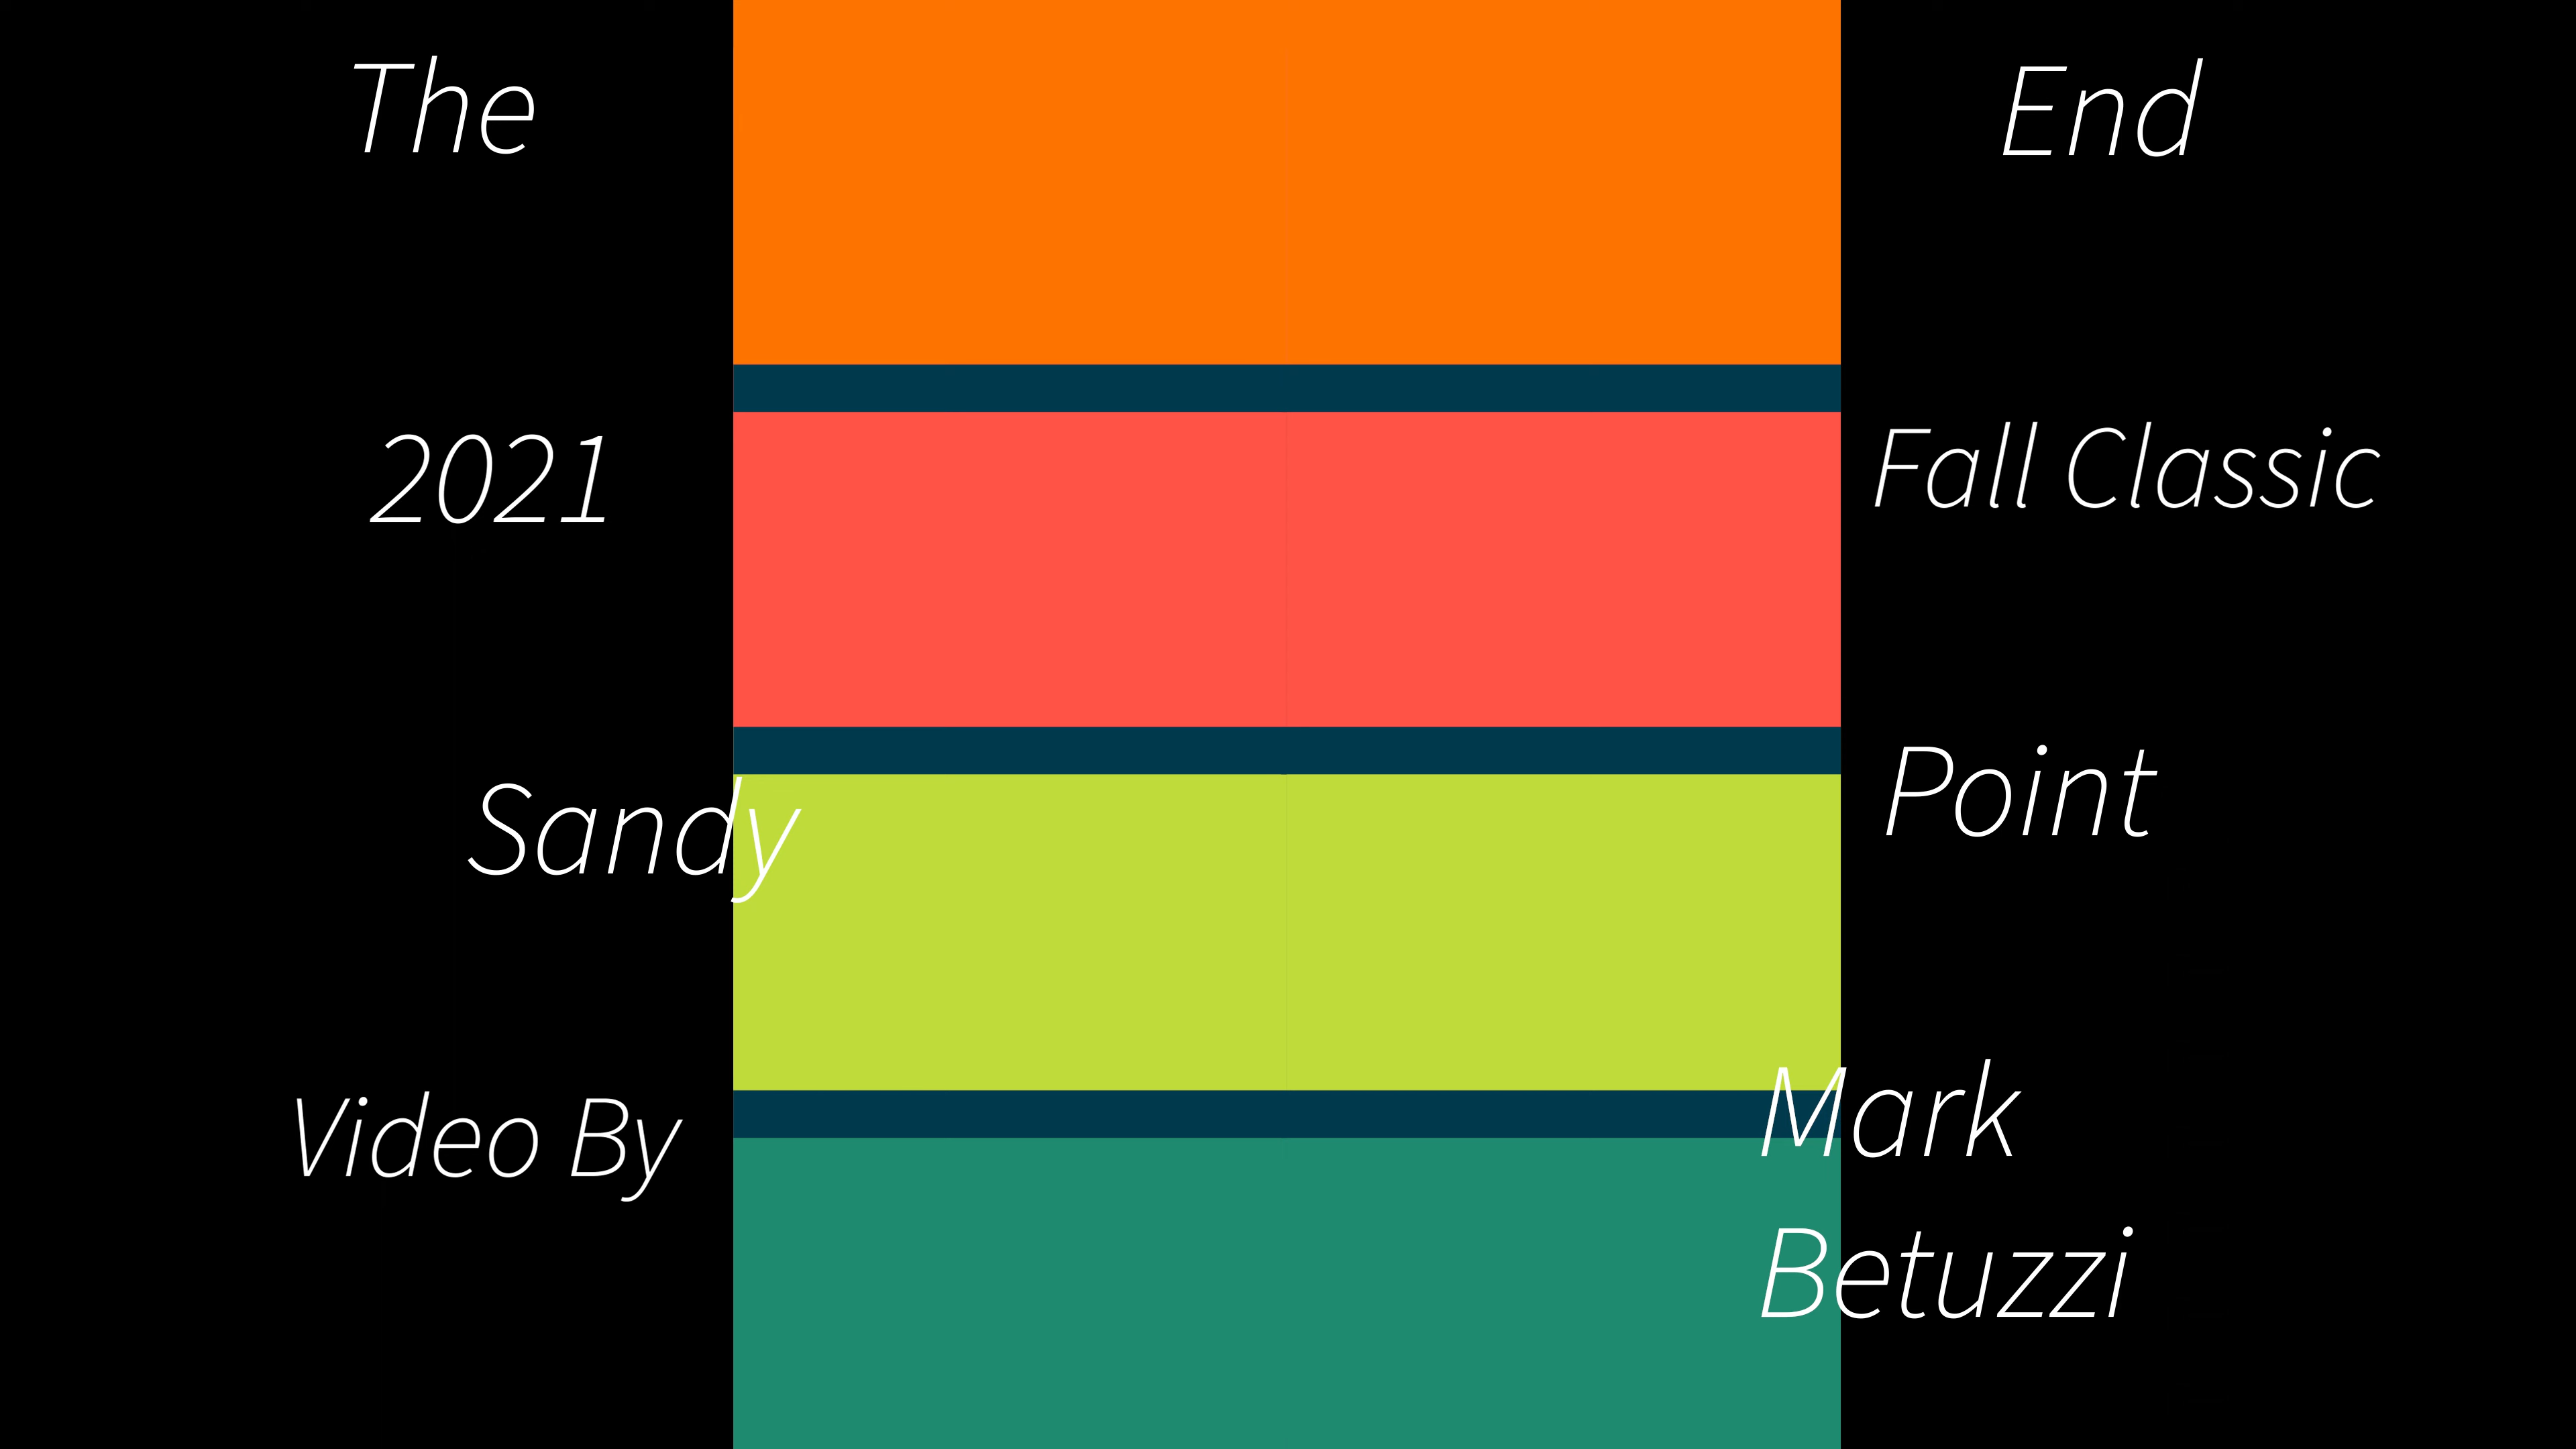 The End
2021 Fall Classic
Sandy Point
Video By Mark
Betuzzi